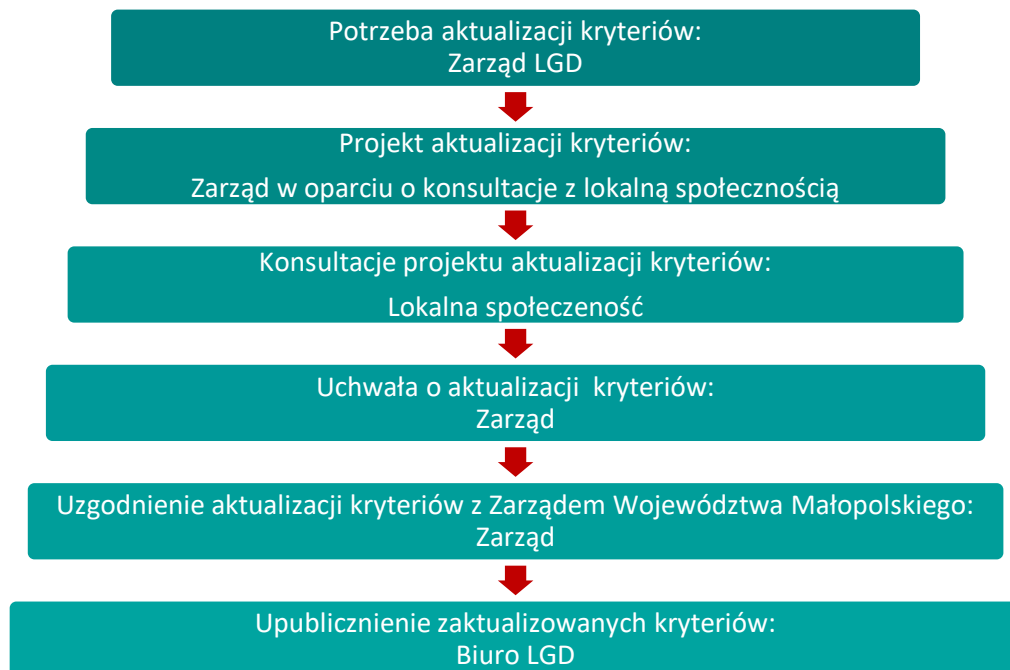 Potrzeba aktualizacji kryteriów:
Zarząd LGD
Projekt aktualizacji kryteriów:
Zarząd w oparciu o konsultacje z lokalną społecznością
Konsultacje projektu aktualizacji kryteriów:
Lokalna społeczeność
Uchwała o aktualizacji  kryteriów:
Zarząd
Uzgodnienie aktualizacji kryteriów z Zarządem Województwa Małopolskiego:
Zarząd
Upublicznienie zaktualizowanych kryteriów:
Biuro LGD